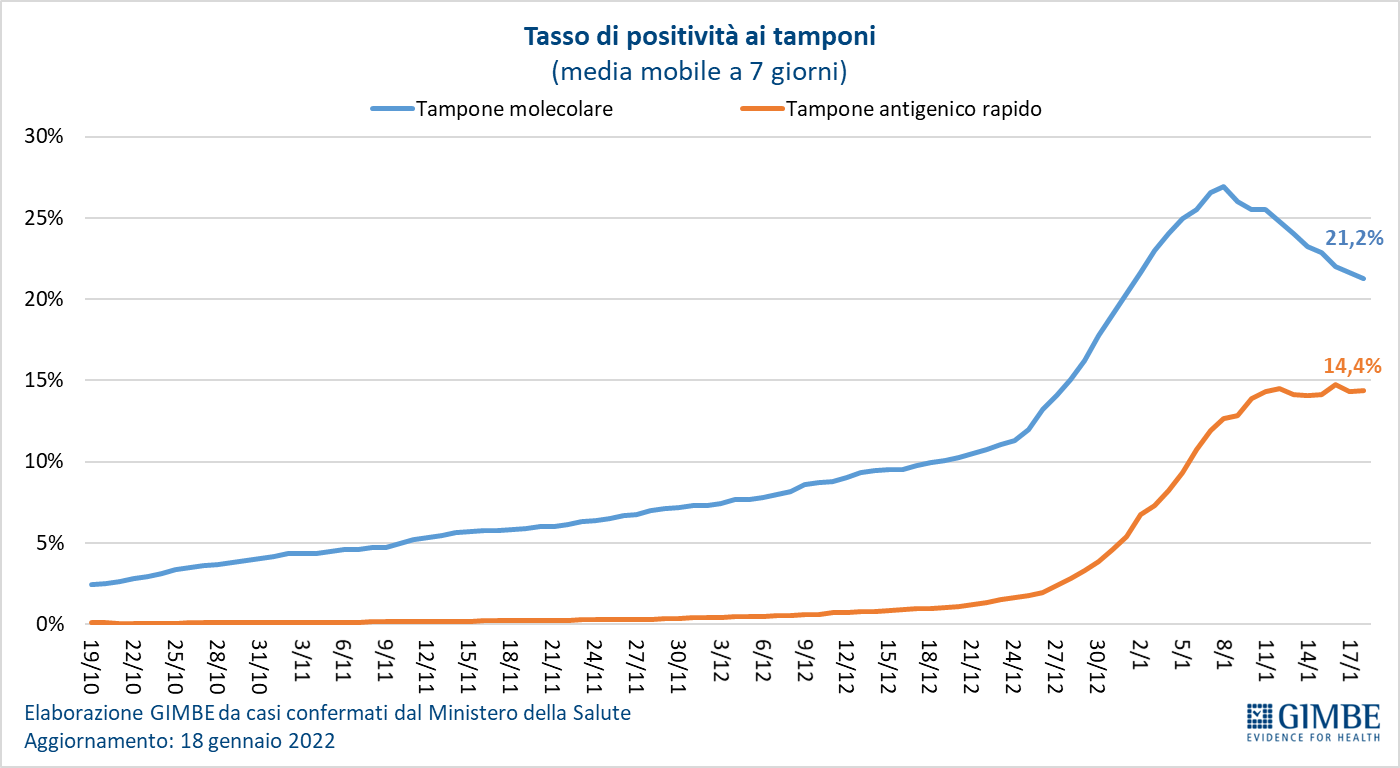 Tasso di positività ai tamponi
(media mobile a 7 giorni)
Tampone molecolare Tampone antigenico rapido
30%
25%
21,2%
20%
14,4%
15%
10%
5%
0%
19/10 22/10 25/10 28/10 31/10 3/11 6/11 9/11 12/11 15/11 18/11 21/11 24/11 27/11 30/11 3/12 6/12 9/12 12/12 15/12 18/12 21/12 24/12 27/12 30/12 2/1 5/1 8/1 11/1 14/1 17/1
Elaborazione GIMBE da casi confermati dal Ministero della Salute
Aggiornamento: 18 gennaio 2022
GIMBE
EVIDENCE FOR HEALTH